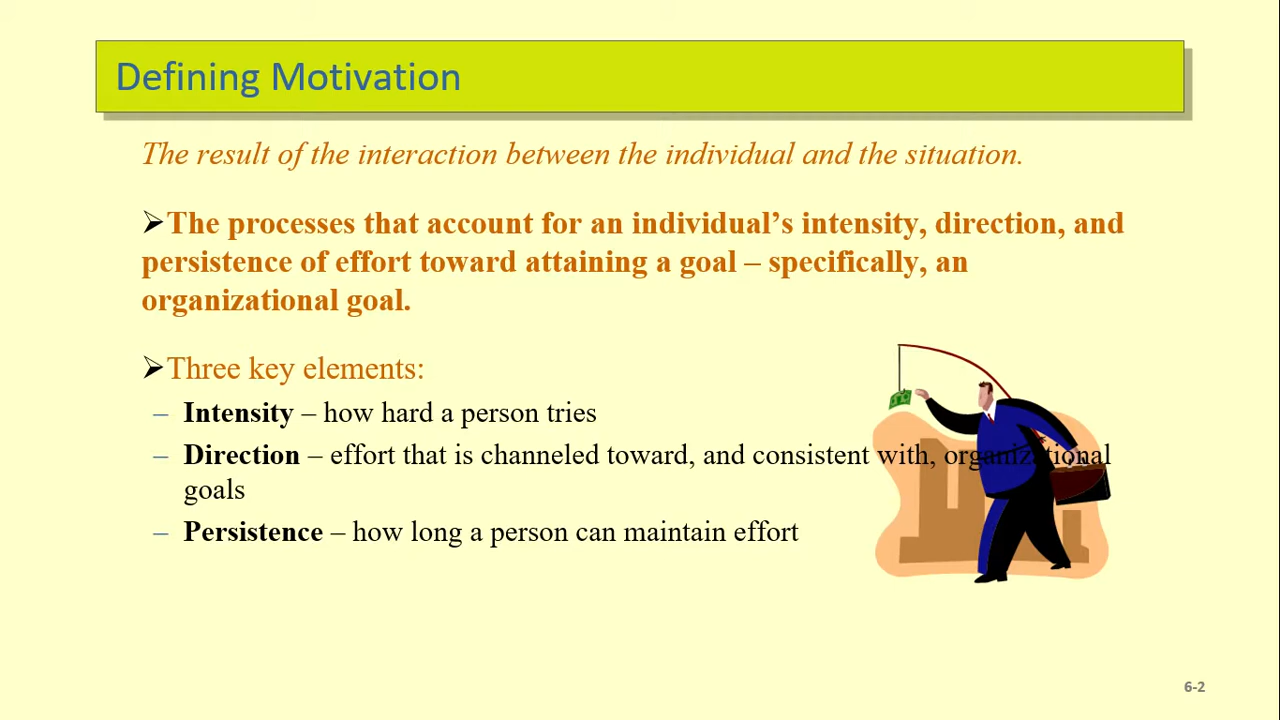 Defining Motivation
The result of the interaction between the individual and the situation.
➢The processes that account for an individual’s intensity, direction, and
persistence of effort toward attaining a goal – specifically, an
organizational goal.
➢Three key elements:
– Intensity – how hard a person tries
– Direction – effort that is channeled toward, and consistent with, organizational
goals
– Persistence – how long a person can maintain effort
6-2